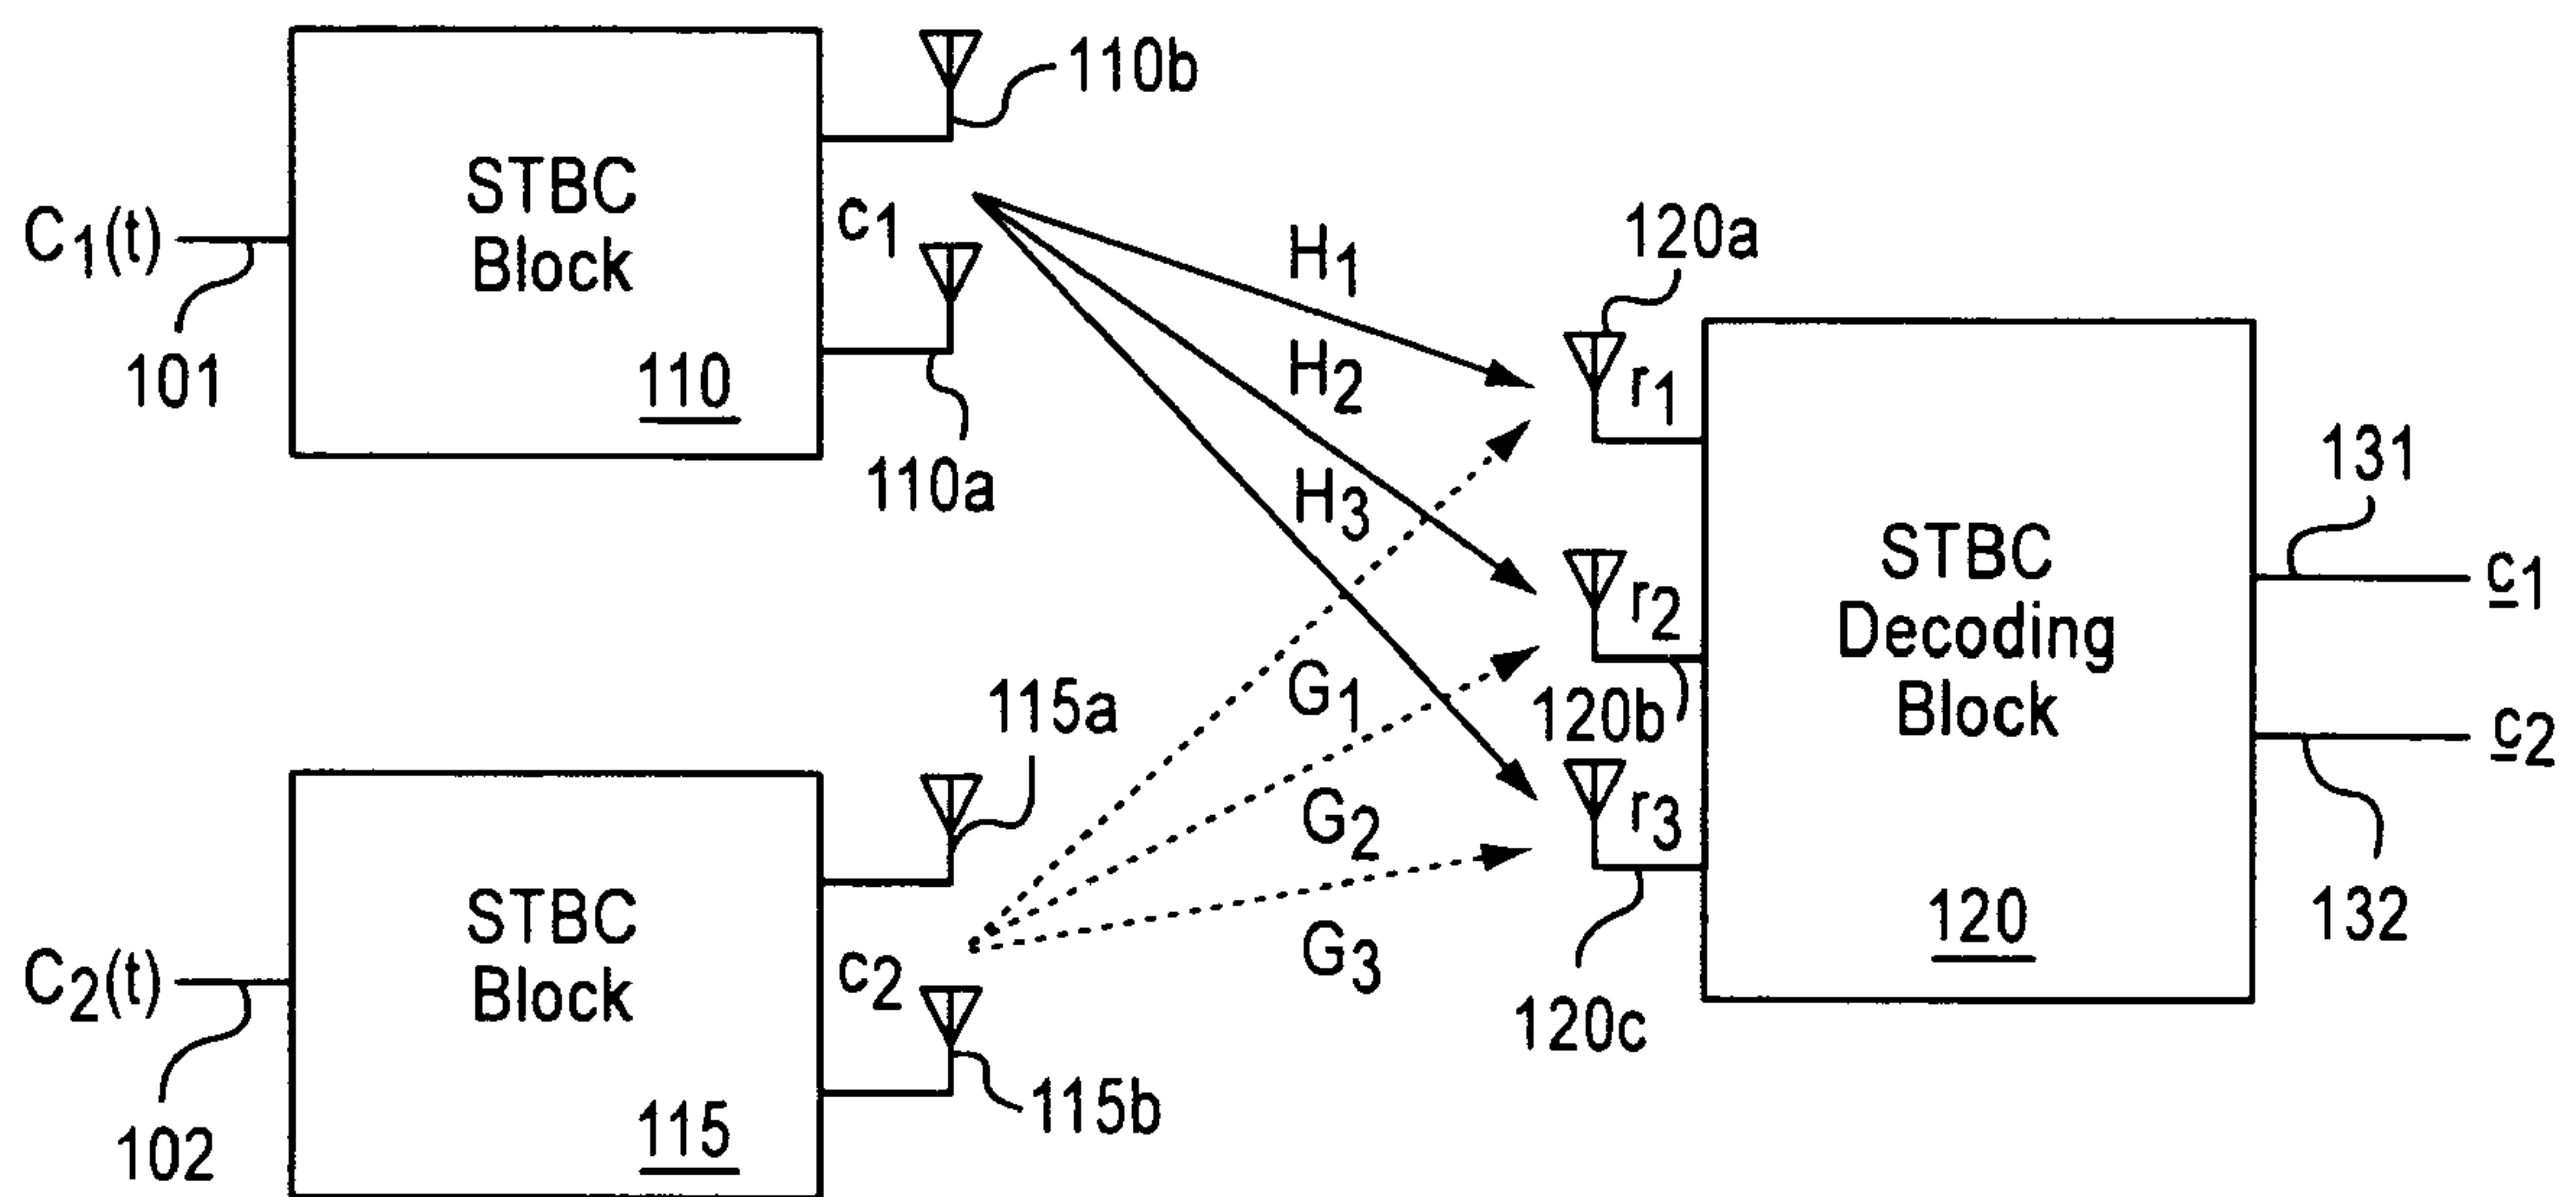 C1(t)
101
STBC
Block
110
c1
110b
110a
H1
H2
H3
120a
r1
r2
120b
r3
120c
STBC
Decoding
Block
120
131
c1
c2
132
C2(t)
102
STBC
Block
115
c2
115a
115b
G1
G2
G3